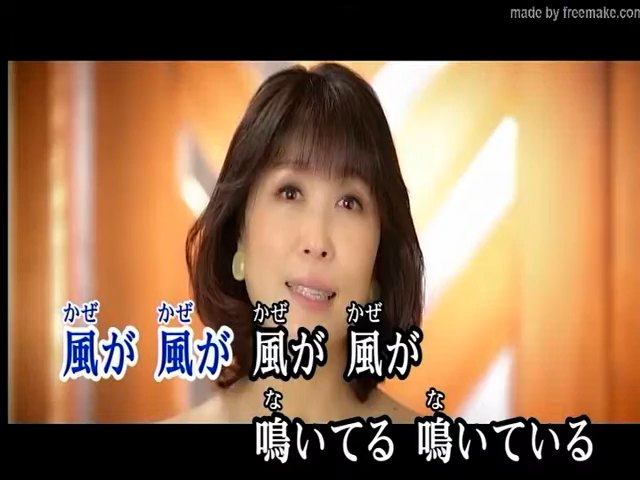 made by freemake.com
かぜ かぜ かぜ かぜ
風が 風が 風が 風が
な な
鳴いてる 鳴いている